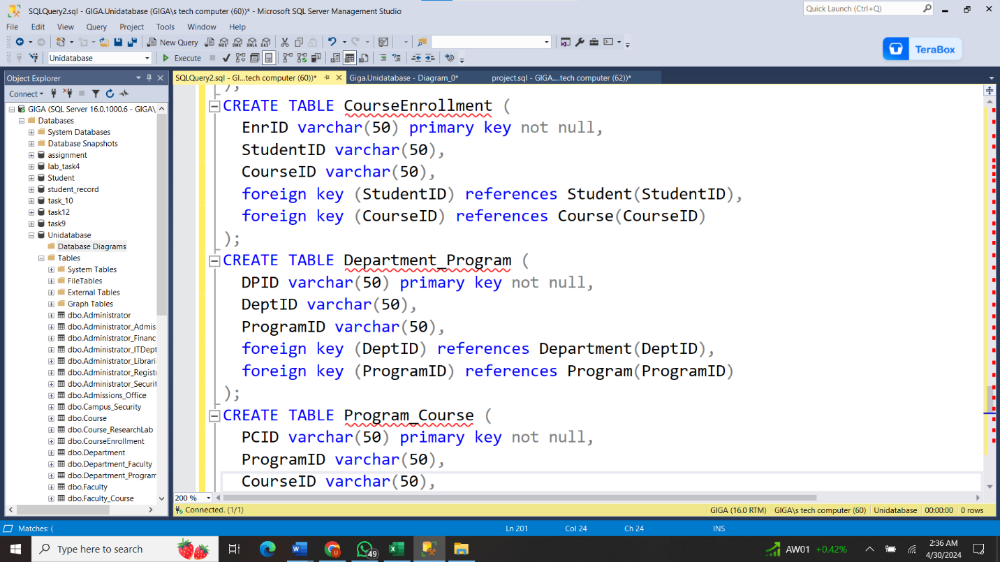 SQLQuery2.sql - GIGA.Unidatabase (GIGA\s tech computer (60))* - Microsoft SQL Server Management Studio
Quick Launch (Ctrl+Q)
File Edit View Query Project Tools Window Help
New Query
MDX DMX XMLA DAX
Unidatabase
Execute
TeraBox
Object Explorer
SQLQuery2.sql - GI...tech computer (60))*
Giga.Unidatabase - Diagram_0*
project.sql - GIGA....tech computer (62))*
Connect
GIGA (SQL Server 16.0.1000.6 - GIGA\
Databases
System Databases
Database Snapshots
assignment
lab_task4
Student
student_record
task_10
task12
task9
Unidatabase
Database Diagrams
Tables
System Tables
FileTables
External Tables
Graph Tables
dbo.Administrator
dbo.Administrator_Admis
dbo.Administrator_Financ
dbo.Administrator_ITDept
dbo.Administrator_Librari
dbo.Administrator_Registr
dbo.Administrator_Securit
dbo.Admissions_Office
dbo.Campus_Security
dbo.Course
dbo.Course_ResearchLab
dbo.CourseEnrollment
dbo.Department
dbo.Department_Faculty
dbo.Department_Program
dbo.Faculty
dbo.Faculty_Course
);
CREATE TABLE CourseEnrollment (
EnrID varchar(50) primary key not null,
StudentID varchar(50),
CourseID varchar(50),
foreign key (StudentID) references Student(StudentID),
foreign key (CourseID) references Course(CourseID)
);
CREATE TABLE Department_Program (
DPID varchar(50) primary key not null,
DeptID varchar(50),
ProgramID varchar(50),
foreign key (DeptID) references Department(DeptID),
foreign key (ProgramID) references Program(ProgramID)
);
CREATE TABLE Program_Course (
PCID varchar(50) primary key not null,
ProgramID varchar(50),
CourseID varchar(50),
200 %
Connected. (1/1)
GIGA (16.0 RTM) GIGA\s tech computer (60) Unidatabase 00:00:00 0 rows
Matches: (
Ln 201 Col 24 Ch 24 INS
Type here to search
49
AW01 +0.42%
2:36 AM
4/30/2024